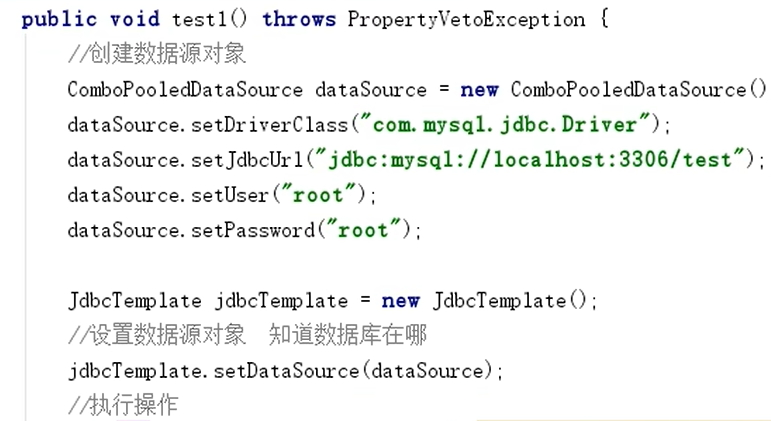 public void test1() throws PropertyVetoException {
//创建数据源对象
ComboPooledDataSource dataSource = new ComboPooledDataSource()
dataSource.setDriverClass("com.mysql.jdbc.Driver");
dataSource.setJdbcUrl("jdbc:mysql://localhost:3306/test");
dataSource.setUser("root");
dataSource.setPassword("root");
JdbcTemplate jdbcTemplate = new JdbcTemplate();
//设置数据源对象  知道数据库在哪
jdbcTemplate.setDataSource(dataSource);
//执行操作